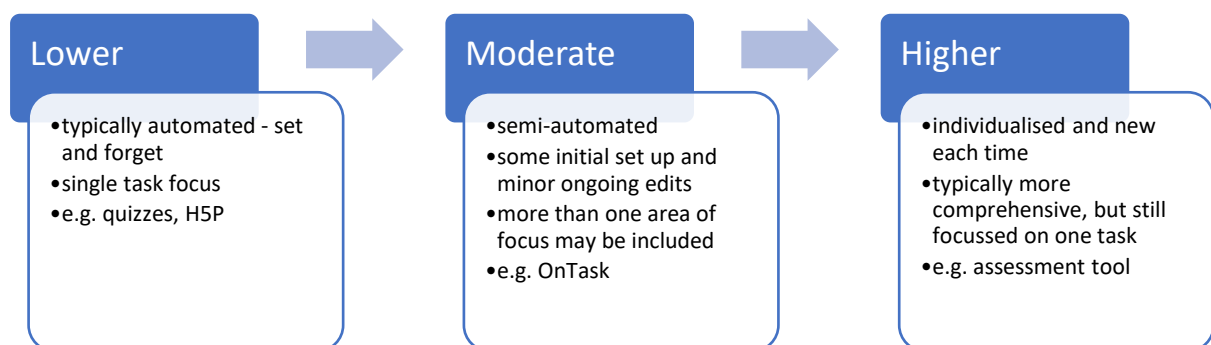 Lower
•typically automated - set
and forget
•single task focus
•e.g. quizzes, H5P
Moderate
•semi-automated
•some initial set up and
minor ongoing edits
•more than one area of
focus may be included
•e.g. OnTask
Higher
•individualised and new
each time
•typically more
comprehensive, but still
focussed on one task
•e.g. assessment tool